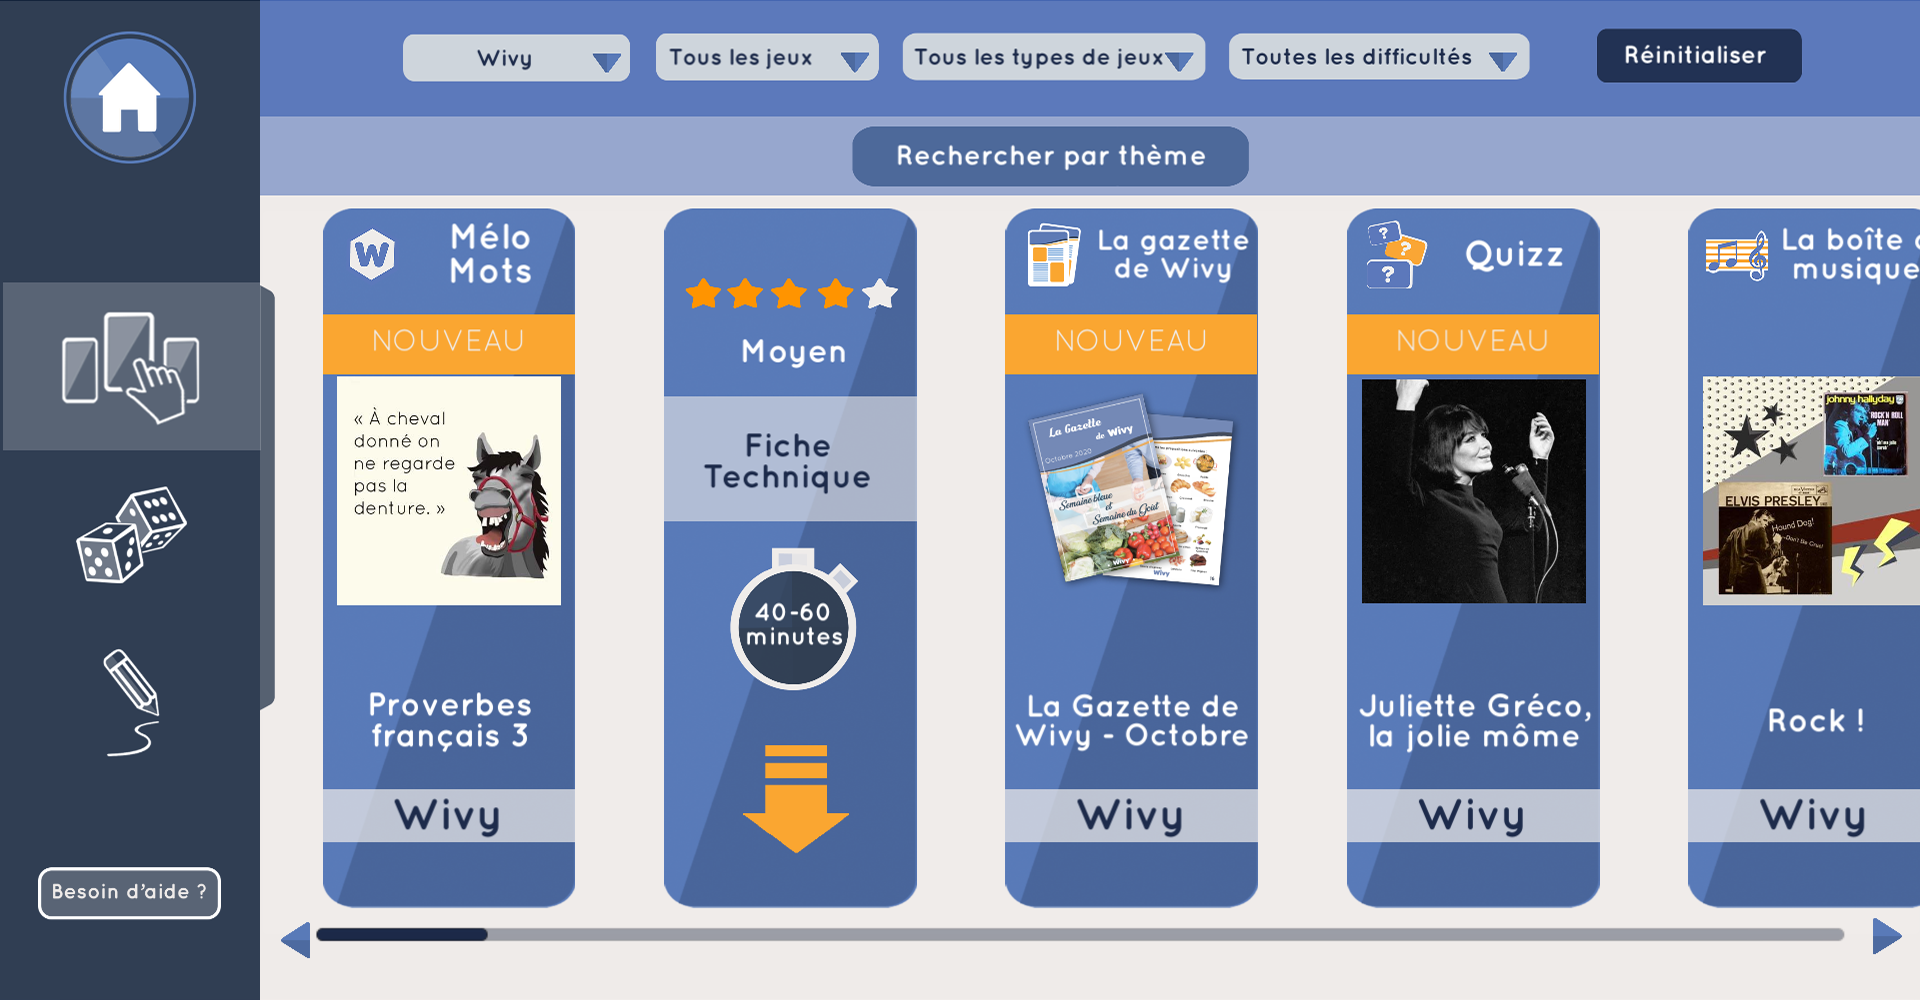 Wivy
Tous les jeux
Tous les types de jeux
Toutes les difficultés
Réinitialiser
Rechercher par thème
W
Mélo
Mots
NOUVEAU
« À cheval
donné on
ne regarde
pas la
denture. »
Proverbes
français 3
Wivy
Moyen
Fiche
Technique
40-60
minutes
La gazette
de Wivy
NOUVEAU
La Gazette
de Wivy
Octobre 2020
Semaine bleue
et
Semaine du Goût
Wivy
Wivy
La Gazette de
Wivy - Octobre
Wivy
? ? ?
Quizz
NOUVEAU
Juliette Gréco,
la jolie môme
Wivy
La boîte
musique
johnny hallyday
ROCK'N ROLL
MAN
ELVIS PRESLEY
Hound Dog!
Rock !
Wivy
Besoin d'aide ?